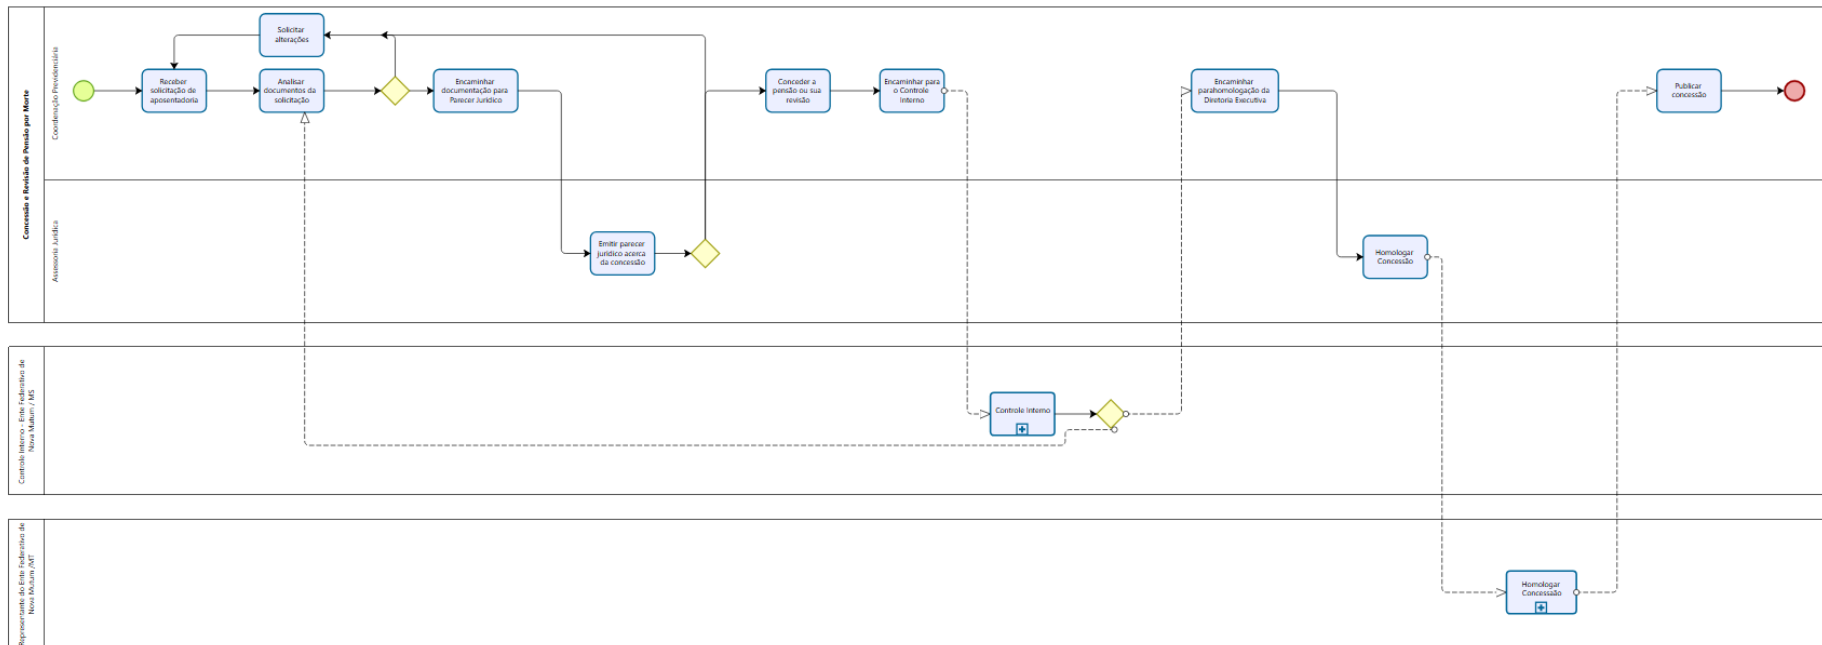 Concessão e Revisão de Pensão por Morte
Coordenação Previdenciária
Solicitar
alterações
Receber
solicitação de
aposentadoria
Analisar
documentos da
solicitação
Encaminhar
documentação para
Parecer Jurídico
Conceder a
pensão ou sua
revisão
Encaminhar para
o Controle
Interno
Encaminhar
parahomologação da
Diretoria Executiva
Publicar
concessão
Assessoria Jurídica
Emitir parecer
jurídico acerca
da concessão
Homologar
Concessão
Controle Interno - Ente Federativo de
Nova Mutum / MS
Controle Interno
Representante do Ente Federativo de
Nova Mutum /MT
Homologar
Concessaão